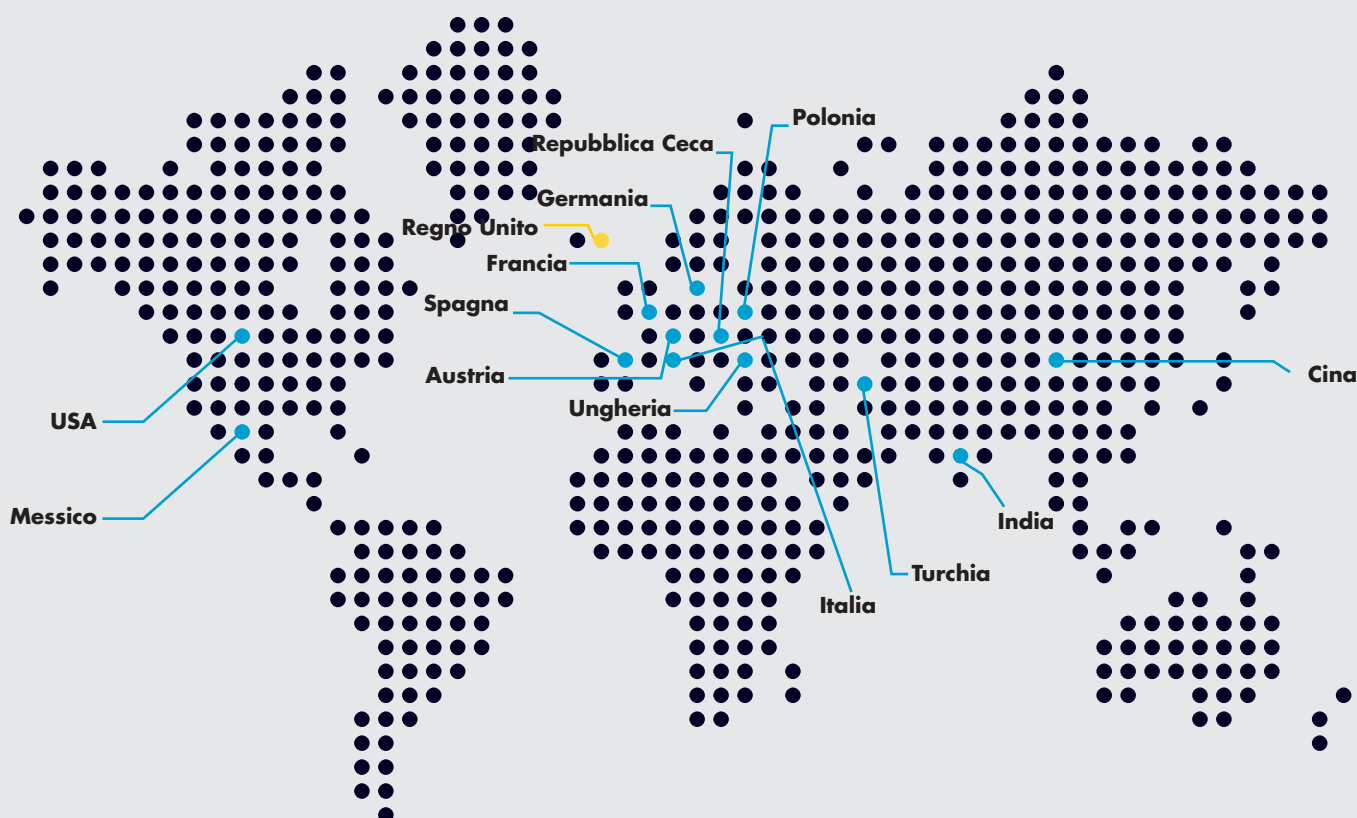 Polonia
Repubblica Ceca
Germania
Regno Unito
Francia
Spagna
Austria
Cina
Ungheria
USA
Messico
India
Turchia
Italia